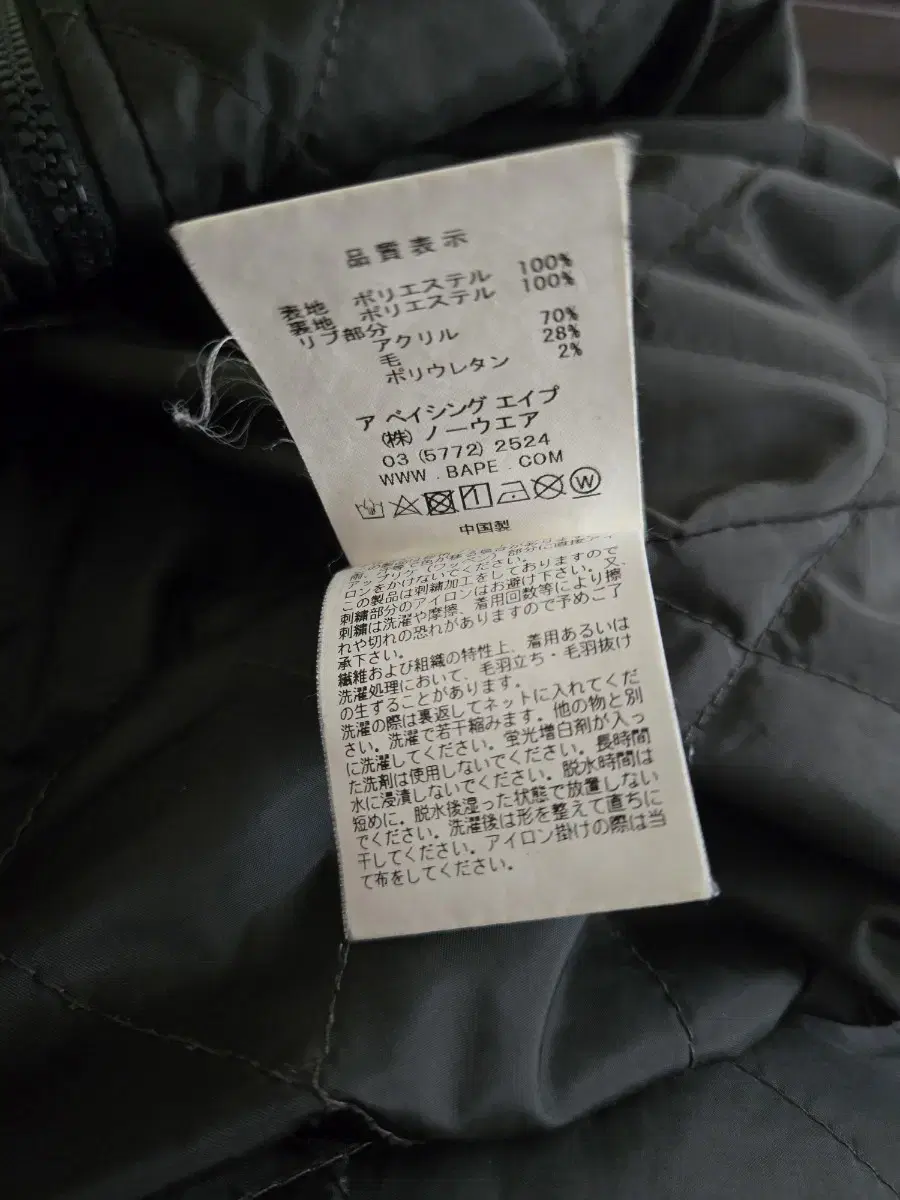 品質表示
表地 ポリエステル 100%
裏地 ポリエステル 100%
リブ部分
アクリル 70%
毛 28%
ポリウレタン 2%
ア ベイシング エイプ
(株) ノーウエア
03 (5772) 2524
WWW . BAPE . COM
W
中国製
部分に直接アイ
ロンをかけないでください。
この製品は刺繍加工をしておりますので
刺繍部分のアイロンはお避け下さい。又、
刺繍は洗濯や摩擦、着用回数等により擦
れや切れの恐れがありますので予めご了
承下さい。
繊維および組織の特性上、着用あるいは
洗濯処理において、毛羽立ち・毛羽抜け
の生ずることがあります。
洗濯の際は裏返してネットに入れてくだ
さい。洗濯で若干縮みます。他の物と別
に洗濯してください。蛍光増白剤が入っ
た洗剤は使用しないでください。長時間
水に浸漬しないでください。脱水時間は
短めに。脱水後湿った状態で放置しない
でください。洗濯後は形を整えて直ちに
干してください。アイロン掛けの際は当
て布をしてください。